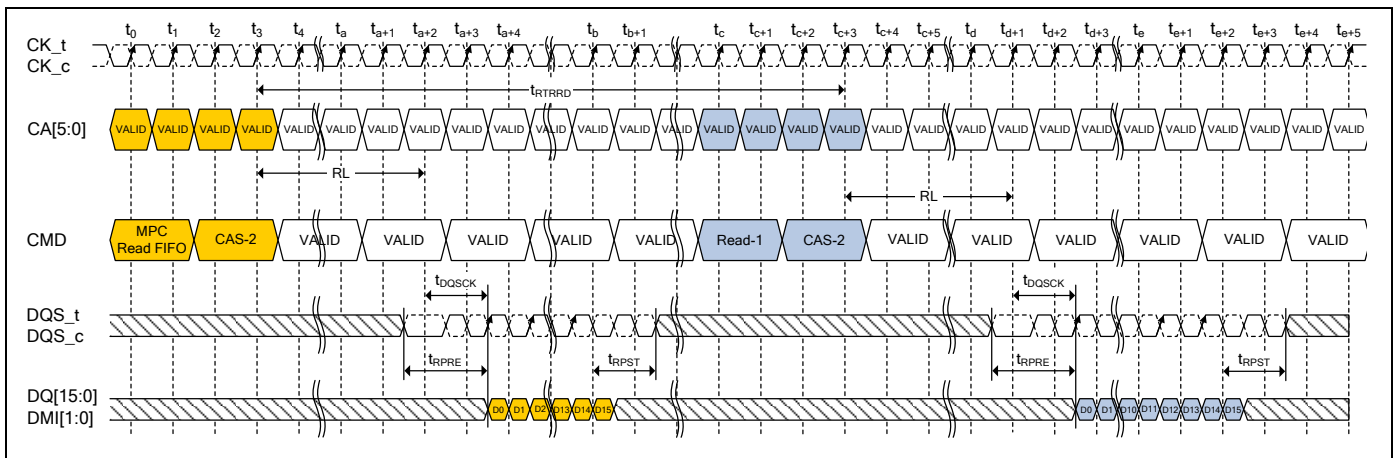 t0 t1 t2 t3 t4 ta ta+1 ta+2 ta+3 ta+4 tb tb+1 tc tc+1 tc+2 tc+3 tc+4 tc+5 td td+1 td+2 td+3 te te+1 te+2 te+3 te+4 te+5
CK_t
CK_c
tRTRRD
CA[5:0] VALID VALID VALID VALID VALID VALID VALID VALID VALID VALID VALID VALID VALID VALID VALID VALID VALID VALID VALID VALID VALID VALID VALID VALID VALID VALID VALID VALID VALID VALID
RL
RL
MPC
CMD Read FIFO CAS-2 VALID VALID VALID VALID VALID Read-1 CAS-2 VALID VALID VALID VALID VALID VALID
tDQSCK tDQSCK
DQS_t
DQS_c
tRPRE tRPST tRPRE tRPST
DQ[15:0]
DMI[1:0]
D0 D1 D2 D13 D14 D15 D0 D1 D10 D11 D12 D13 D14 D15